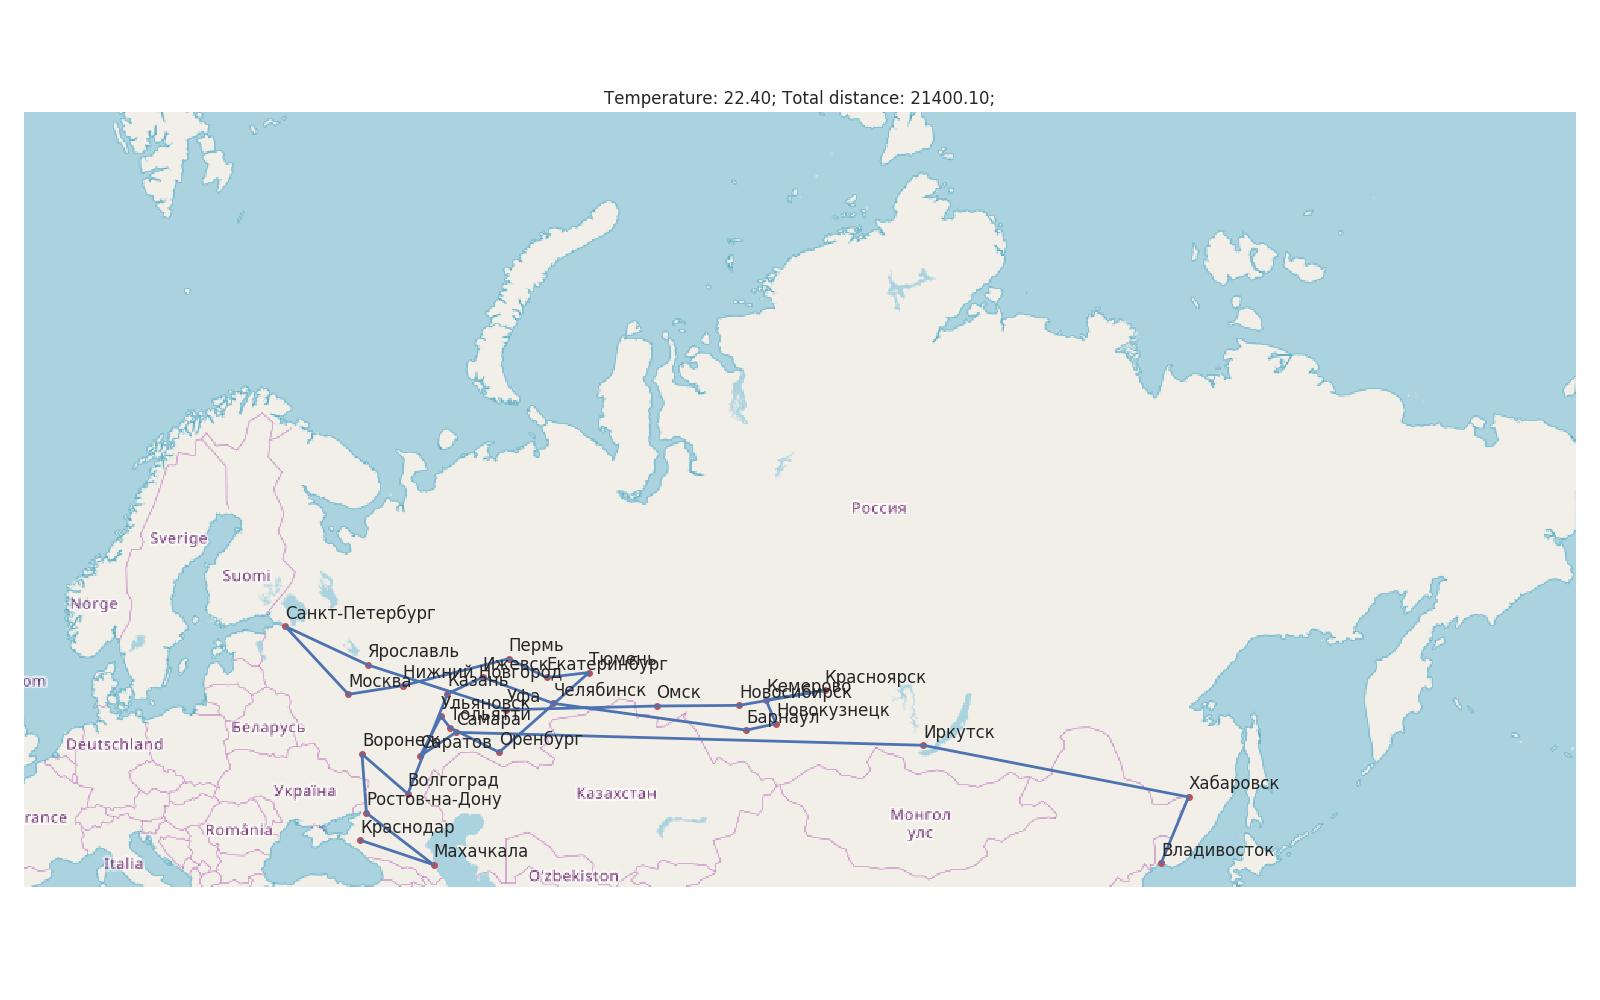 Temperature: 22.40; Total distance: 21400.10;
Россия
Sverige
Suomi
Norge
Санкт-Петербург
Ярославль
Пермь
Ижевск
Екатеринбург
Тюмень
Нижний Новгород
Москва
Казань
Красноярск
Кемерово
om
Уфа
Челябинск
Омск
Новосибирск
Ульяновск
Тольятти
Самара
Барнаул
Новокузнецк
Беларусь
Deutschland
Воронеж
Саратов
Оренбург
Иркутск
Волгоград
Хабаровск
Україна
Казахстан
Ростов-на-Дону
rance
România
Краснодар
Монгол
улс
Махачкала
Владивосток
Italia
O'zbekiston